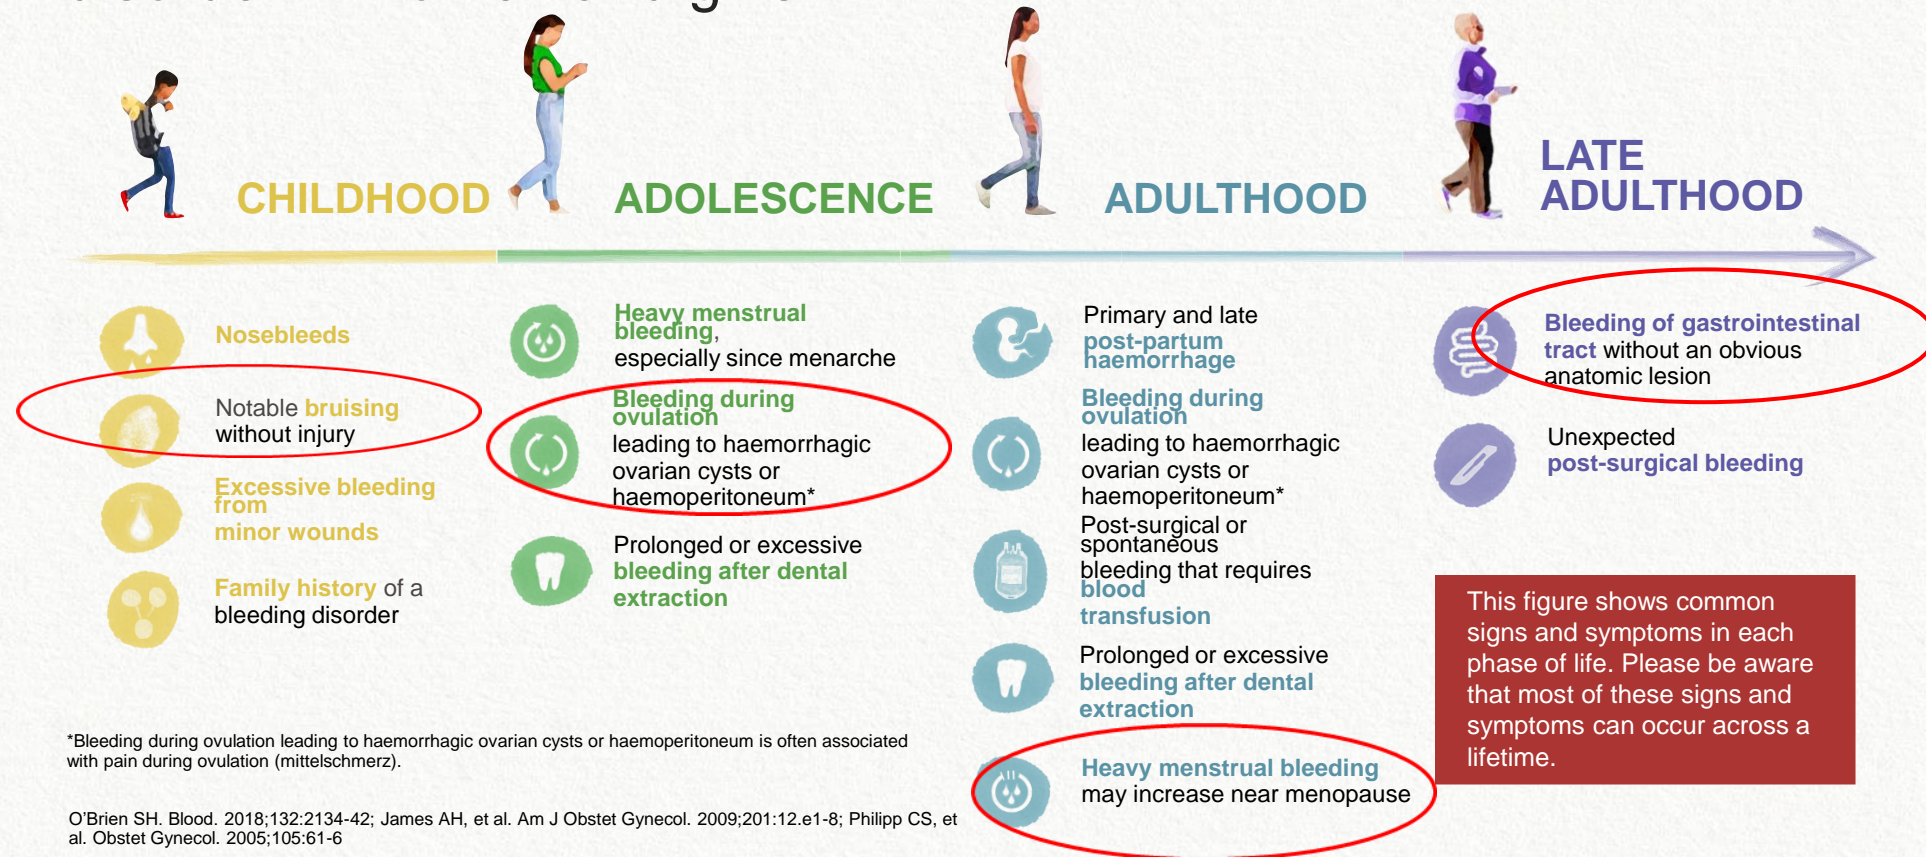 CHILDHOOD
ADOLESCENCE
ADULTHOOD
LATE
ADULTHOOD
Nosebleeds
Notable bruising
without injury
Excessive bleeding
from
minor wounds
Family history of a
bleeding disorder
Heavy menstrual
bleeding,
especially since menarche
Bleeding during
ovulation
leading to haemorrhagic
ovarian cysts or
haemoperitoneum*
Prolonged or excessive
bleeding after dental
extraction
Primary and late
post-partum
haemorrhage
Bleeding during
ovulation
leading to haemorrhagic
ovarian cysts or
haemoperitoneum*
Post-surgical or
spontaneous
bleeding that requires
blood
transfusion
Prolonged or excessive
bleeding after dental
extraction
Heavy menstrual bleeding
may increase near menopause
Bleeding of gastrointestinal
tract without an obvious
anatomic lesion
Unexpected
post-surgical bleeding
This figure shows common
signs and symptoms in each
phase of life. Please be aware
that most of these signs and
symptoms can occur across a
lifetime.
*Bleeding during ovulation leading to haemorrhagic ovarian cysts or haemoperitoneum is often associated
with pain during ovulation (mittelschmerz).
O'Brien SH. Blood. 2018;132:2134-42; James AH, et al. Am J Obstet Gynecol. 2009;201:12.e1-8; Philipp CS, et
al. Obstet Gynecol. 2005;105:61-6